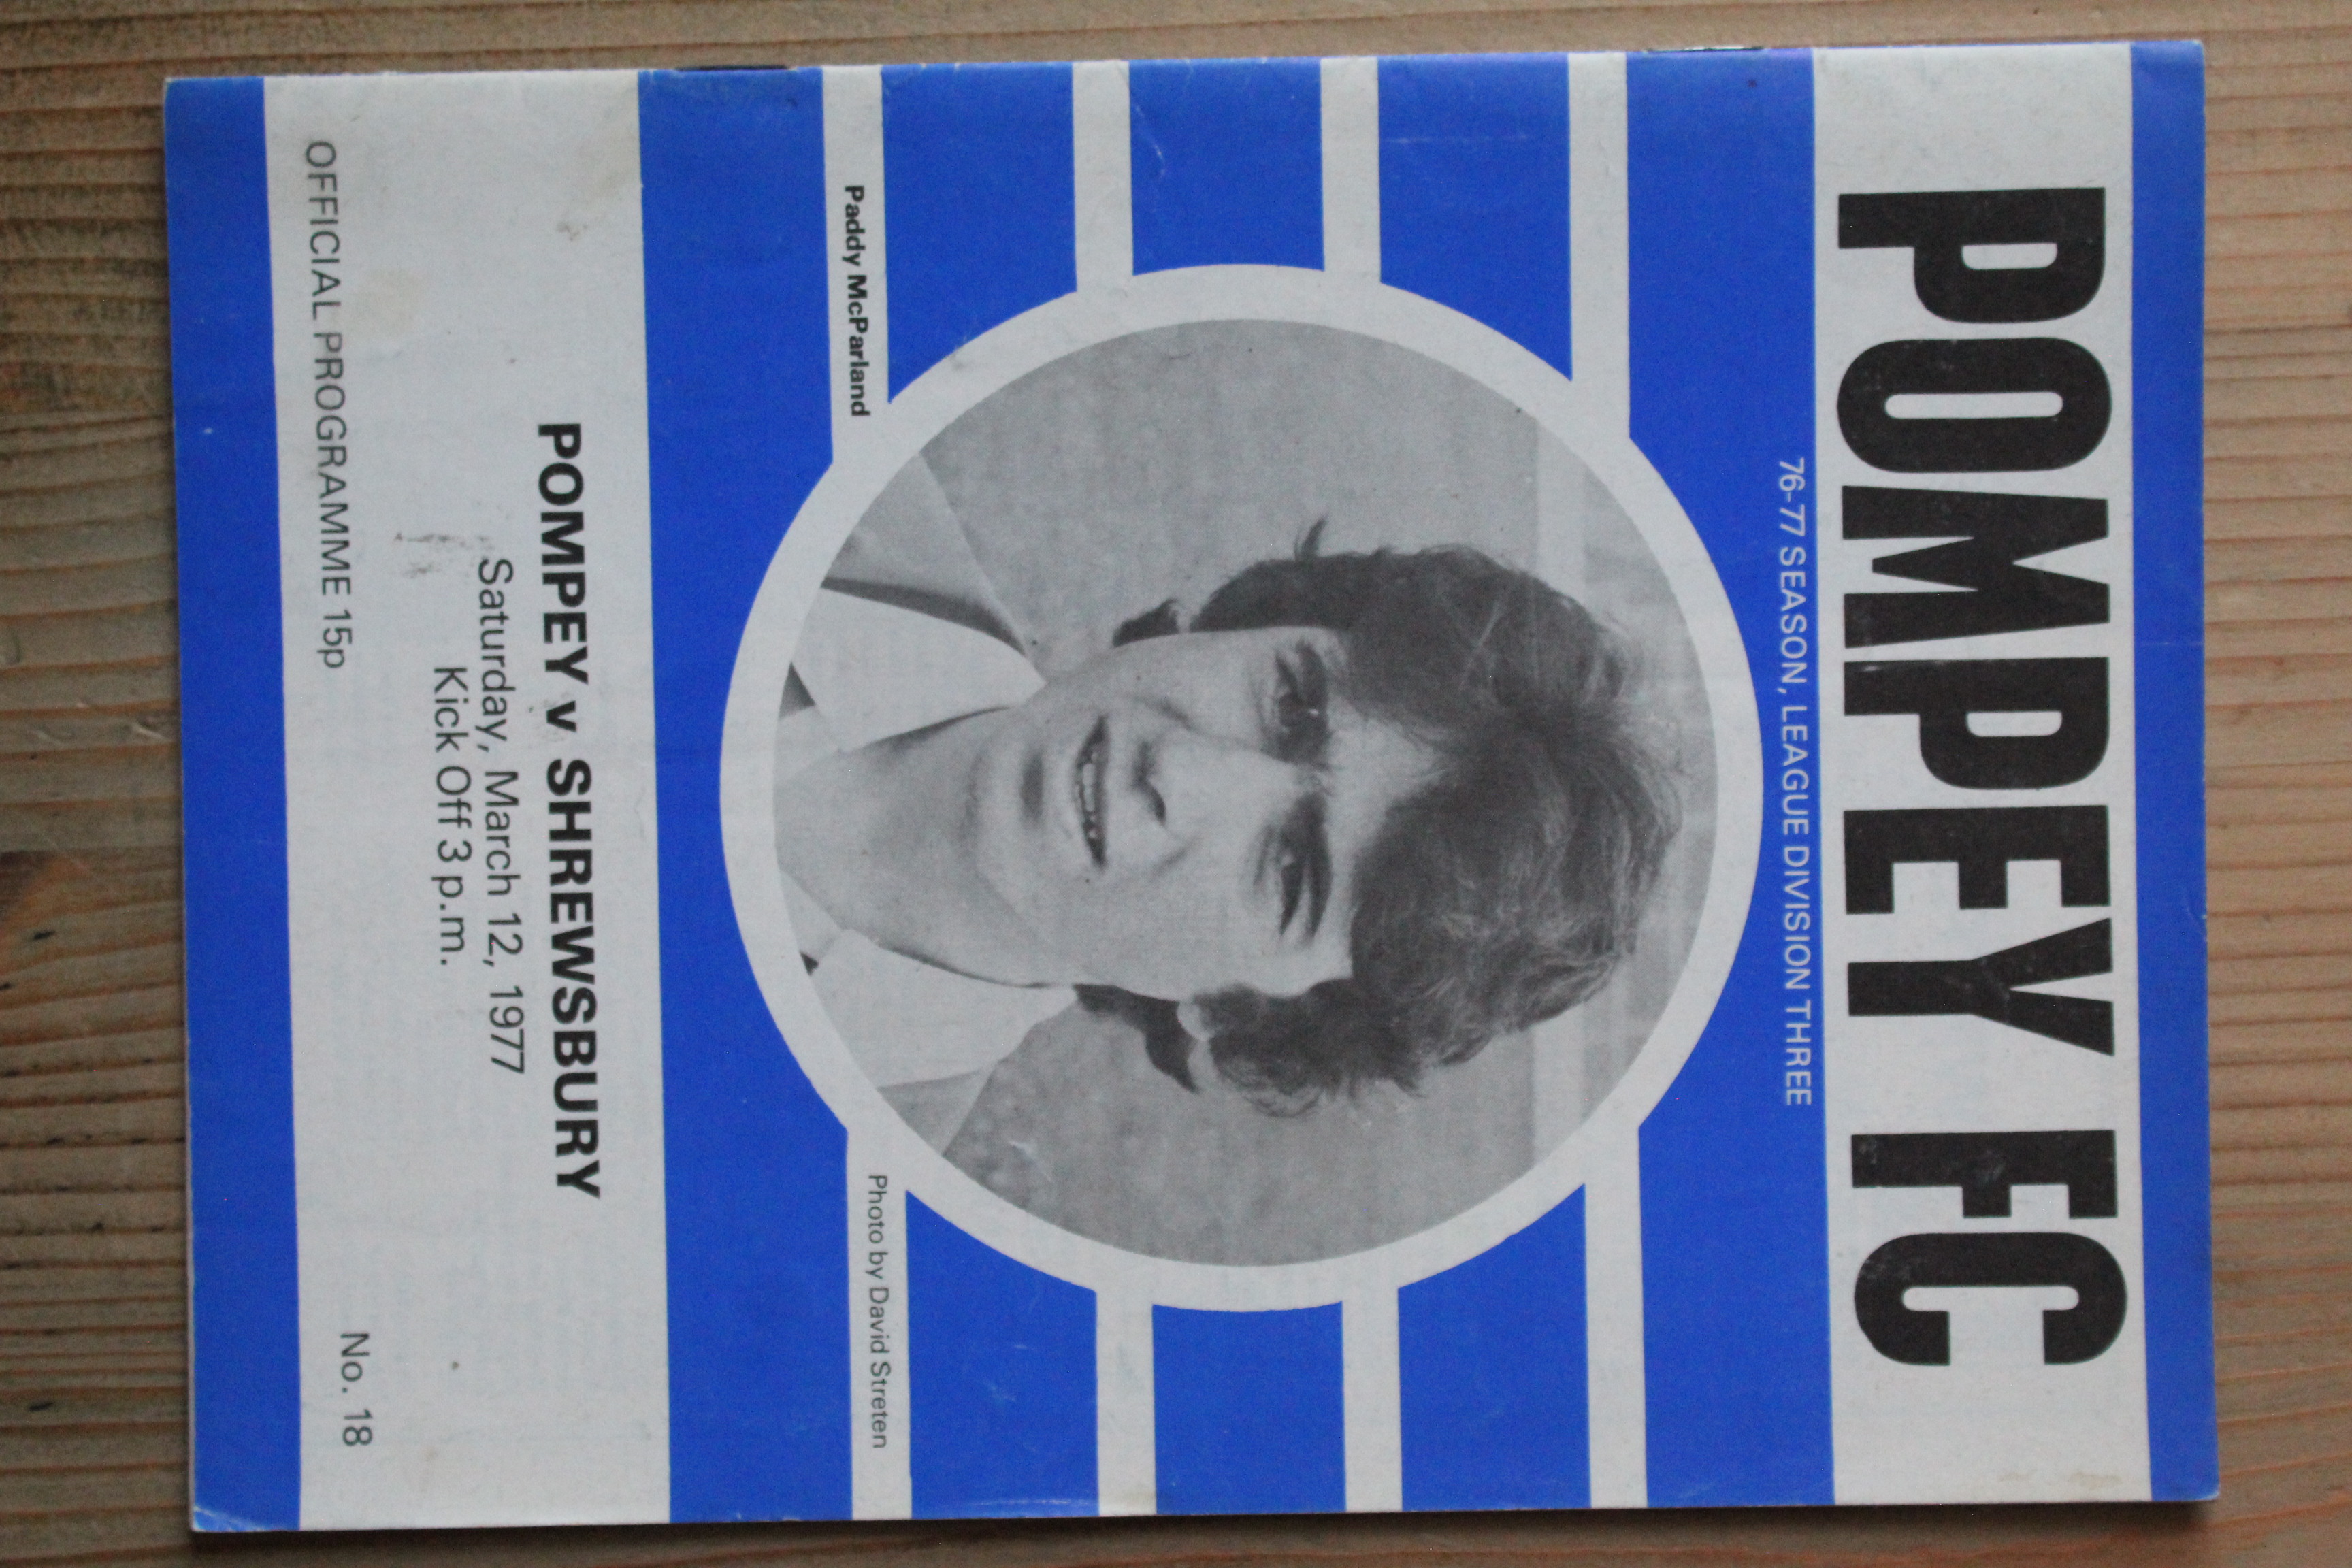 POMPEY FC
76-77 SEASON, LEAGUE DIVISION THREE
Paddy McParland
Photo by David Streten
POMPEY v SHREWSBURY
Saturday, March 12, 1977
Kick Off 3 p.m.
OFFICIAL PROGRAMME 15p
No. 18